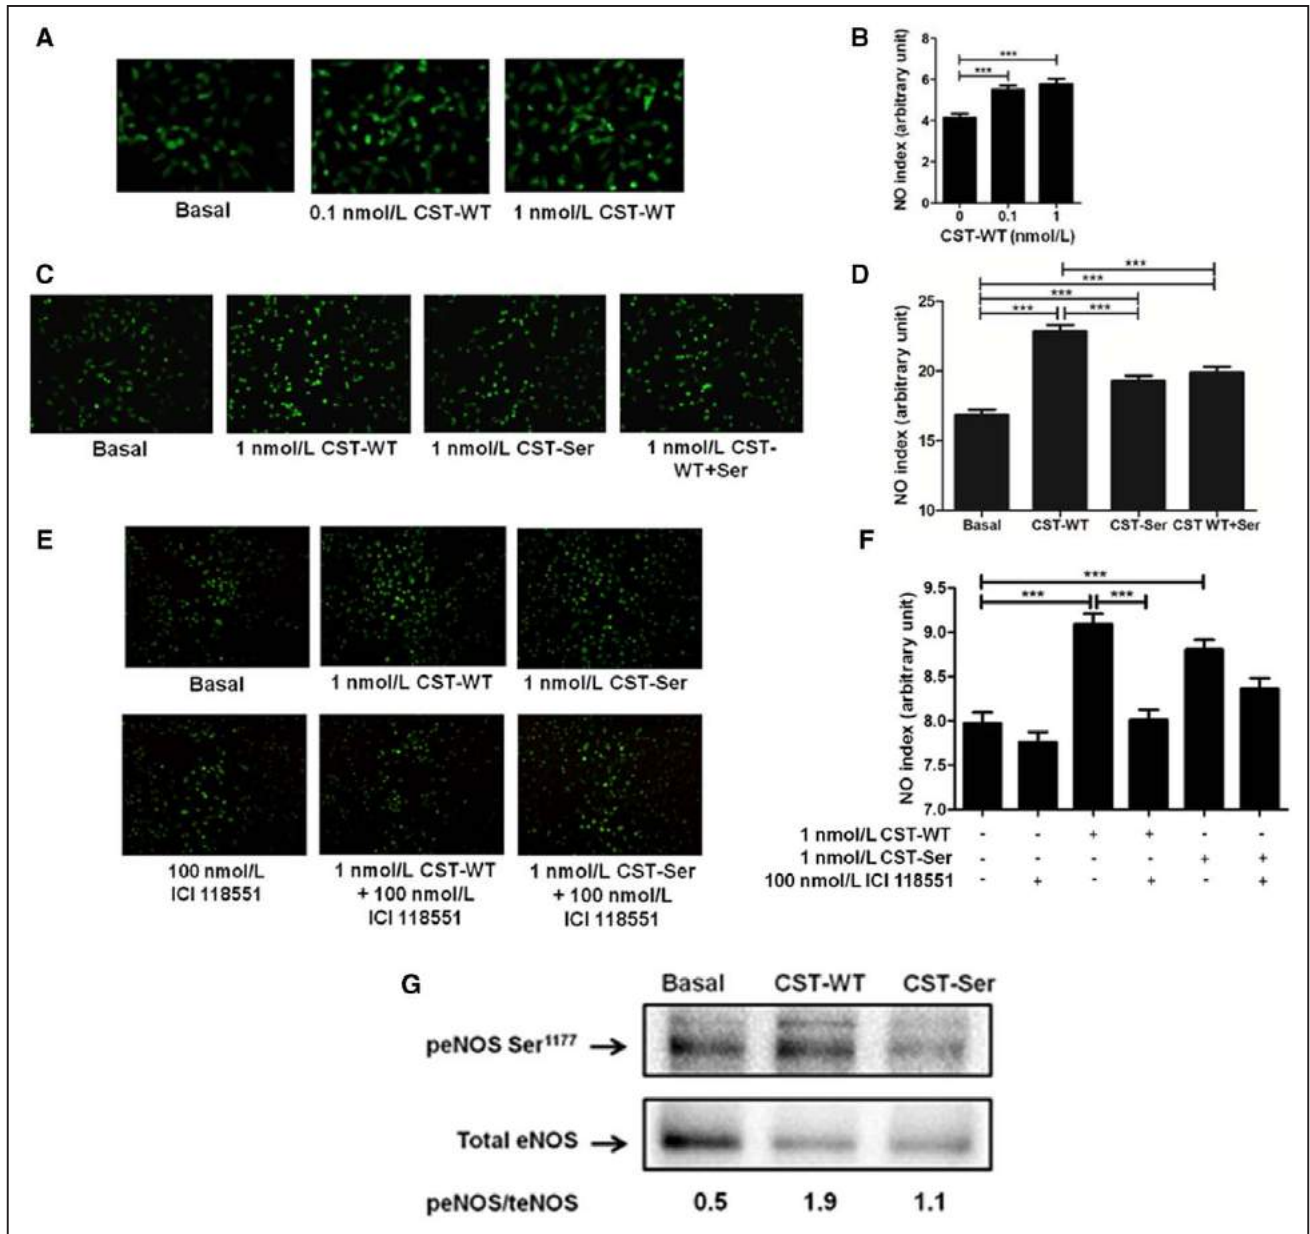 A
Basal
0.1 nmol/L CST-WT
1 nmol/L CST-WT
B
NO index (arbitrary unit)
8
6
4
2
0
***
***
0 0.1 1
CST-WT (nmol/L)
C
Basal
1 nmol/L CST-WT
1 nmol/L CST-Ser
1 nmol/L CST-
WT+Ser
D
NO index (arbitrary unit)
25
20
15
10
***
***
***
*** ***
Basal CST-WT CST-Ser CST WT+Ser
E
Basal
1 nmol/L CST-WT
1 nmol/L CST-Ser
100 nmol/L
ICI 118551
1 nmol/L CST-WT
+ 100 nmol/L
ICI 118551
1 nmol/L CST-Ser
+ 100 nmol/L
ICI 118551
F
NO index (arbitrary unit)
9.5
9.0
8.5
8.0
7.5
7.0
***
*** ***
1 nmol/L CST-WT - - + + - -
1 nmol/L CST-Ser - - - - + +
100 nmol/L ICI 118551 - + - + - +
G
Basal CST-WT CST-Ser
peNOS Ser¹¹⁷⁷ →
Total eNOS →
peNOS/teNOS 0.5 1.9 1.1